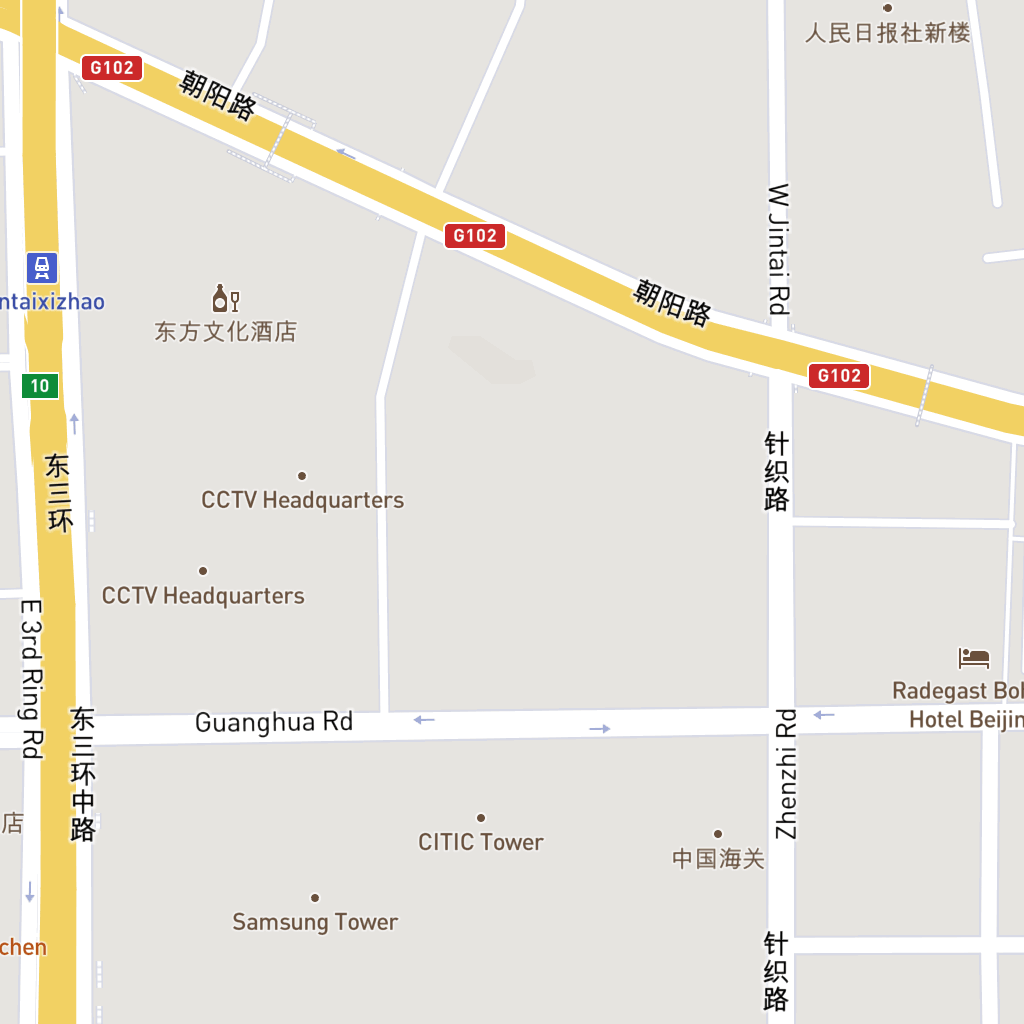 人民日报社新楼
G102
朝阳路
G102
W Jintai Rd
ntaixizhao
东方文化酒店
朝阳路
G102
10
针织路
东三环
CCTV Headquarters
CCTV Headquarters
E 3rd Ring Rd
Radegast Boh
Hotel Beijin
Guanghua Rd
东三环中路
Zhenzhi Rd
店
CITIC Tower
中国海关
Samsung Tower
chen
针织路